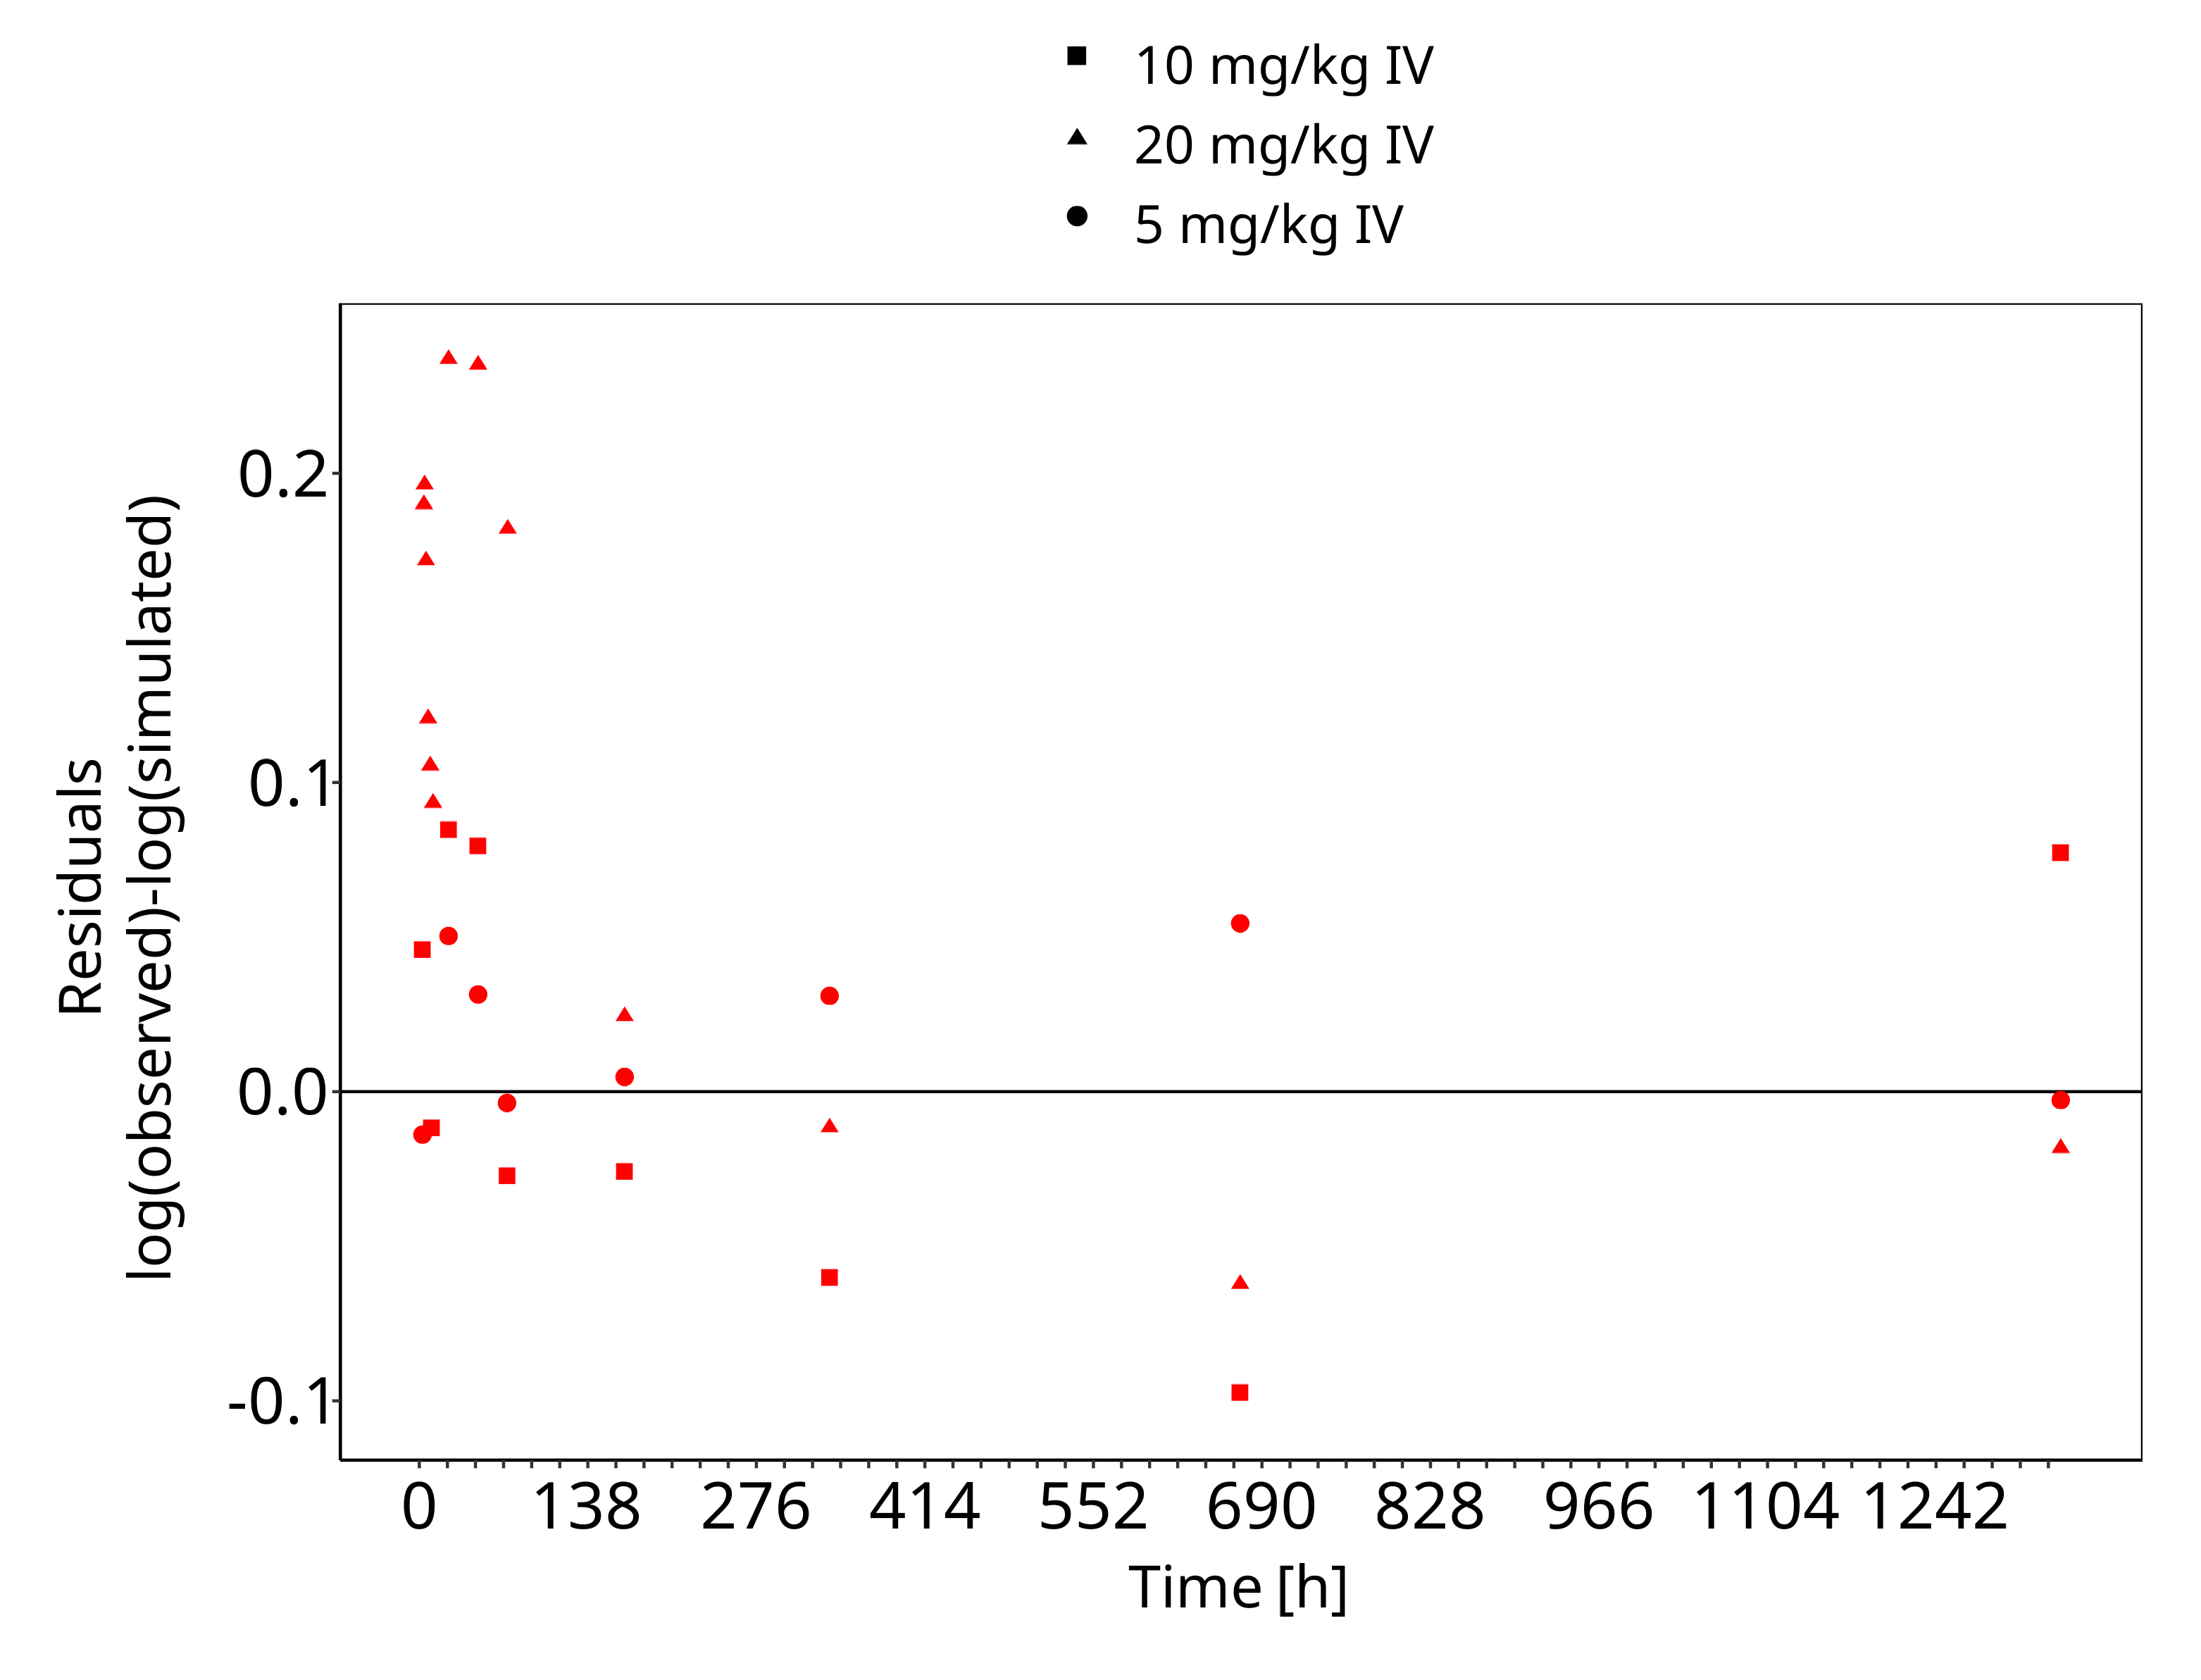 10 mg/kg IV
20 mg/kg IV
5 mg/kg IV
Residuals
log(observed)-log(simulated)
0.2
0.1
0.0
-0.1
0 138 276 414 552 690 828 966 1104 1242
Time [h]